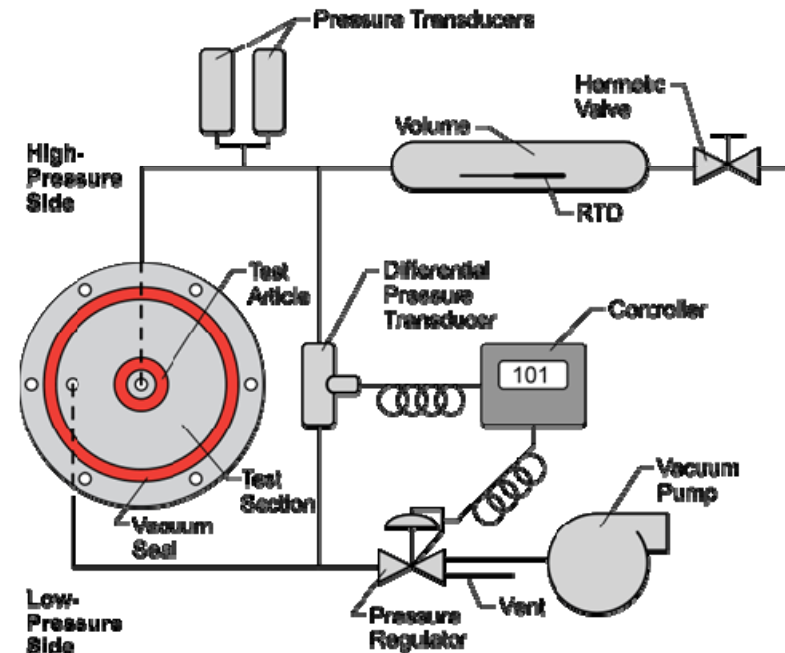 Pressure Transducers
Hermetic
Valve
Volume
High-
Pressure
Side
RTD
Test
Article
Differential
Pressure
Transducer
Controller
101
Test
Section
Vacuum
Seal
Vacuum
Pump
Vent
Pressure
Regulator
Low-
Pressure
Side